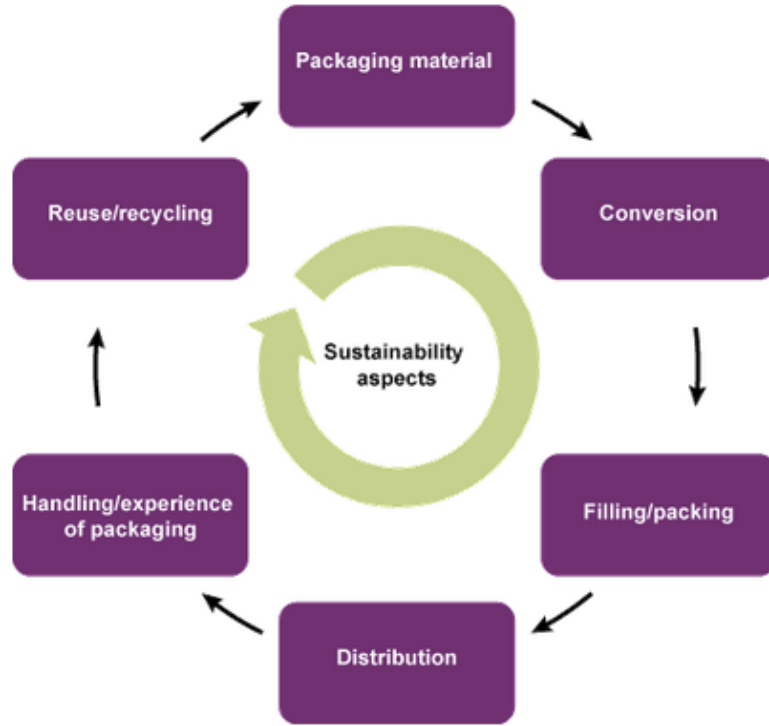 Packaging material
Conversion
Filling/packing
Distribution
Handling/experience
of packaging
Reuse/recycling
Sustainability
aspects